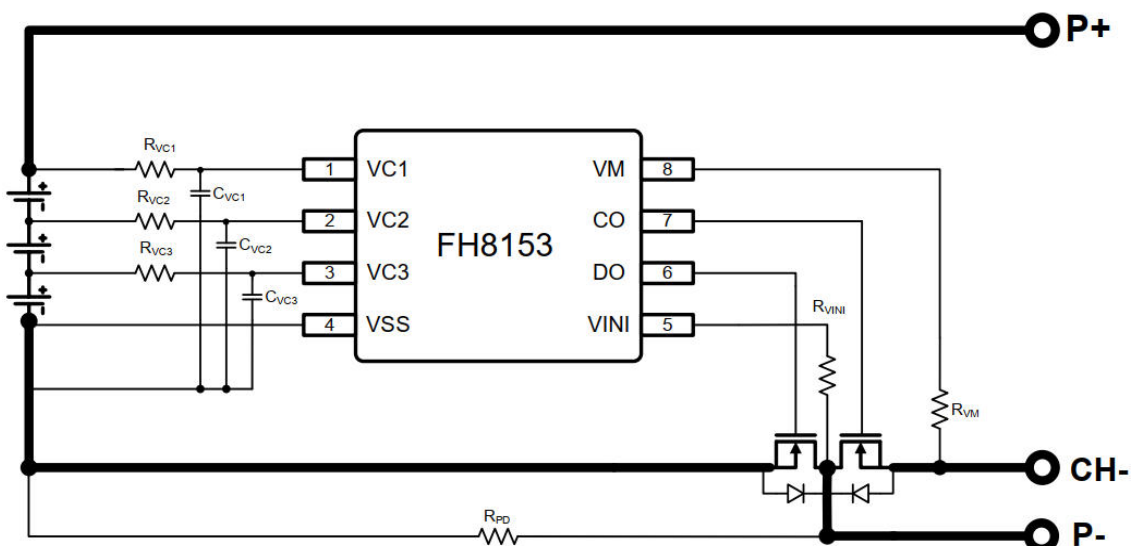 P+
RVC1
1 VC1 VM 8
CVC1
RVC2
2 VC2 CO 7
FH8153
CVC2
RVC3
3 VC3 DO 6
CVC3
RVINI
4 VSS VINI 5
RVM
CH-
RPD
P-
+
+
+